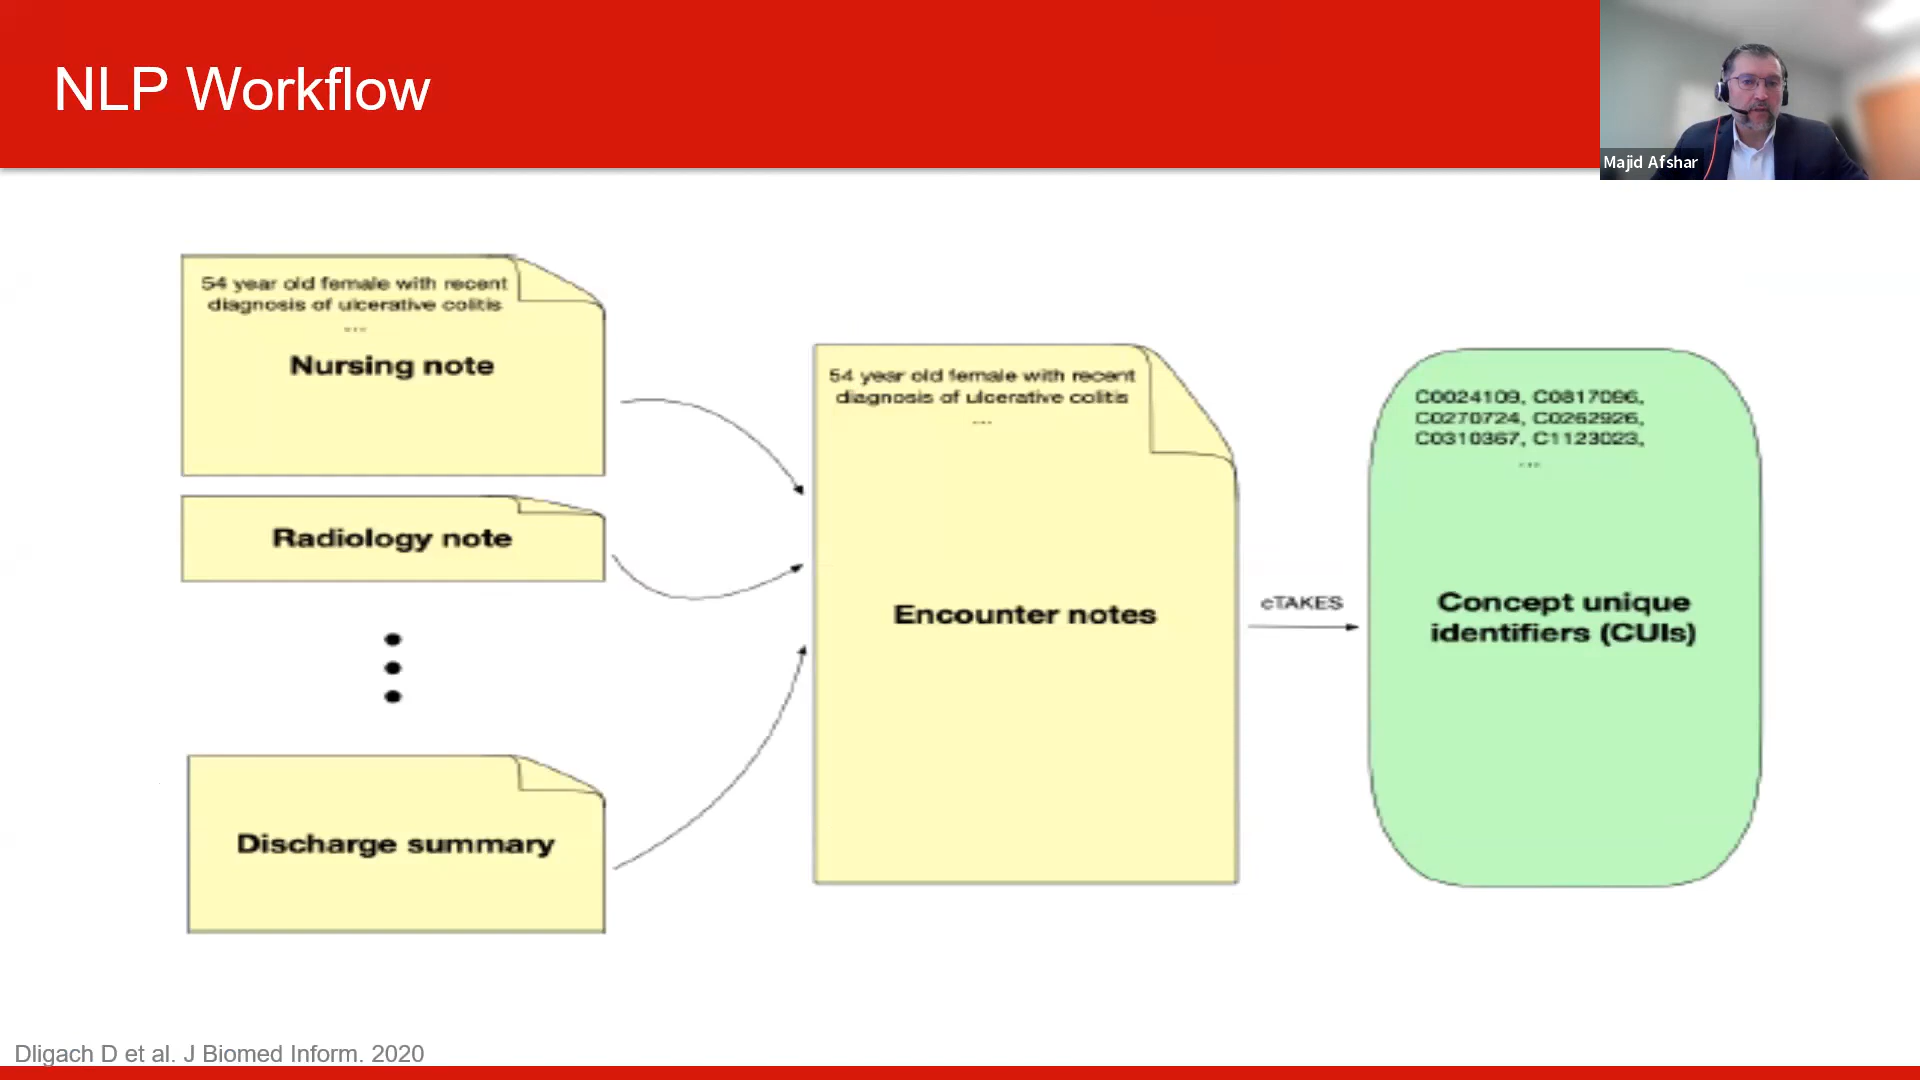 NLP Workflow
Majid Afshar
54 year old female with recent
diagnosis of ulcerative colitis
...
Nursing note
Radiology note
Discharge summary
54 year old female with recent
diagnosis of ulcerative colitis
...
Encounter notes
cTAKES
C0024109, C0817096,
C0270724, C0262926,
C0310367, C1123023,
...
Concept unique
identifiers (CUIs)
Dligach D et al. J Biomed Inform. 2020